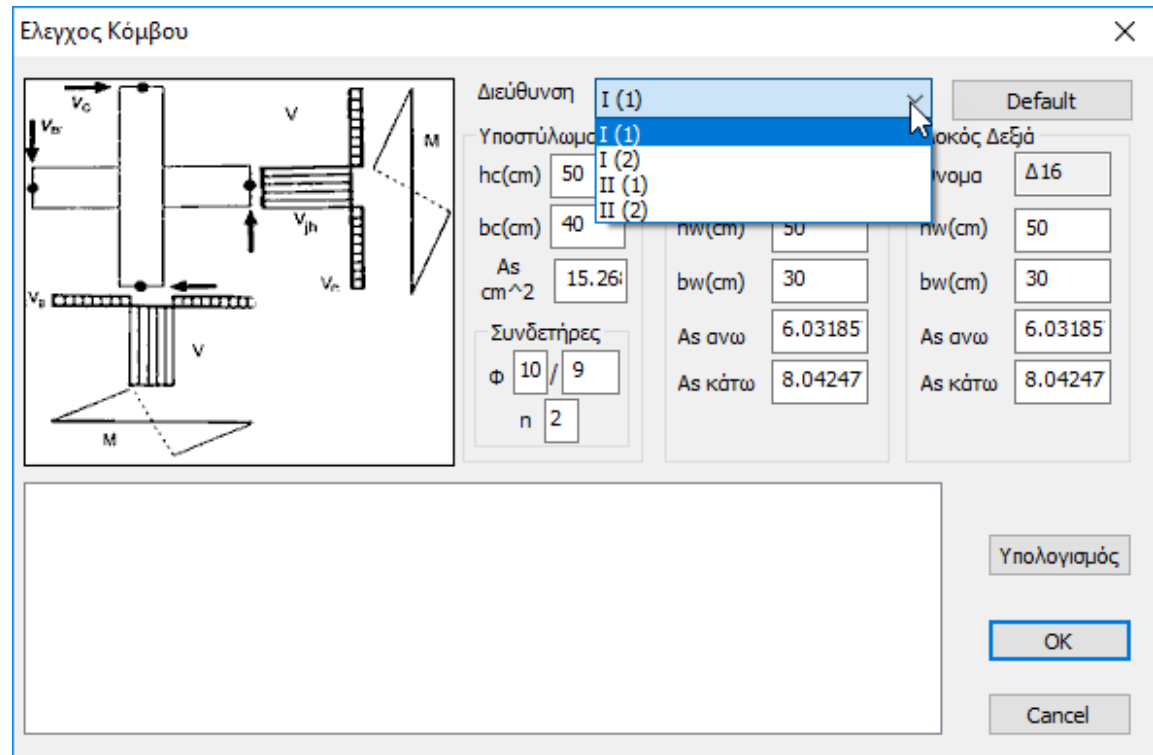 Ελεγχος Κόμβου
Διεύθυνση
I (1)
Default
I (1)
I (2)
II (1)
II (2)
Υποστύλωμα
hc(cm) 50
bc(cm) 40
As
cm^2
15.268
Συνδετήρες
Φ 10 / 9
n 2
hw(cm) 50
bw(cm) 30
As ανω 6.03185
As κάτω 8.04247
Δεξιά
Δ16
hw(cm) 50
bw(cm) 30
As ανω 6.03185
As κάτω 8.04247
V
M
Vjh
V
M
Υπολογισμός
OK
Cancel